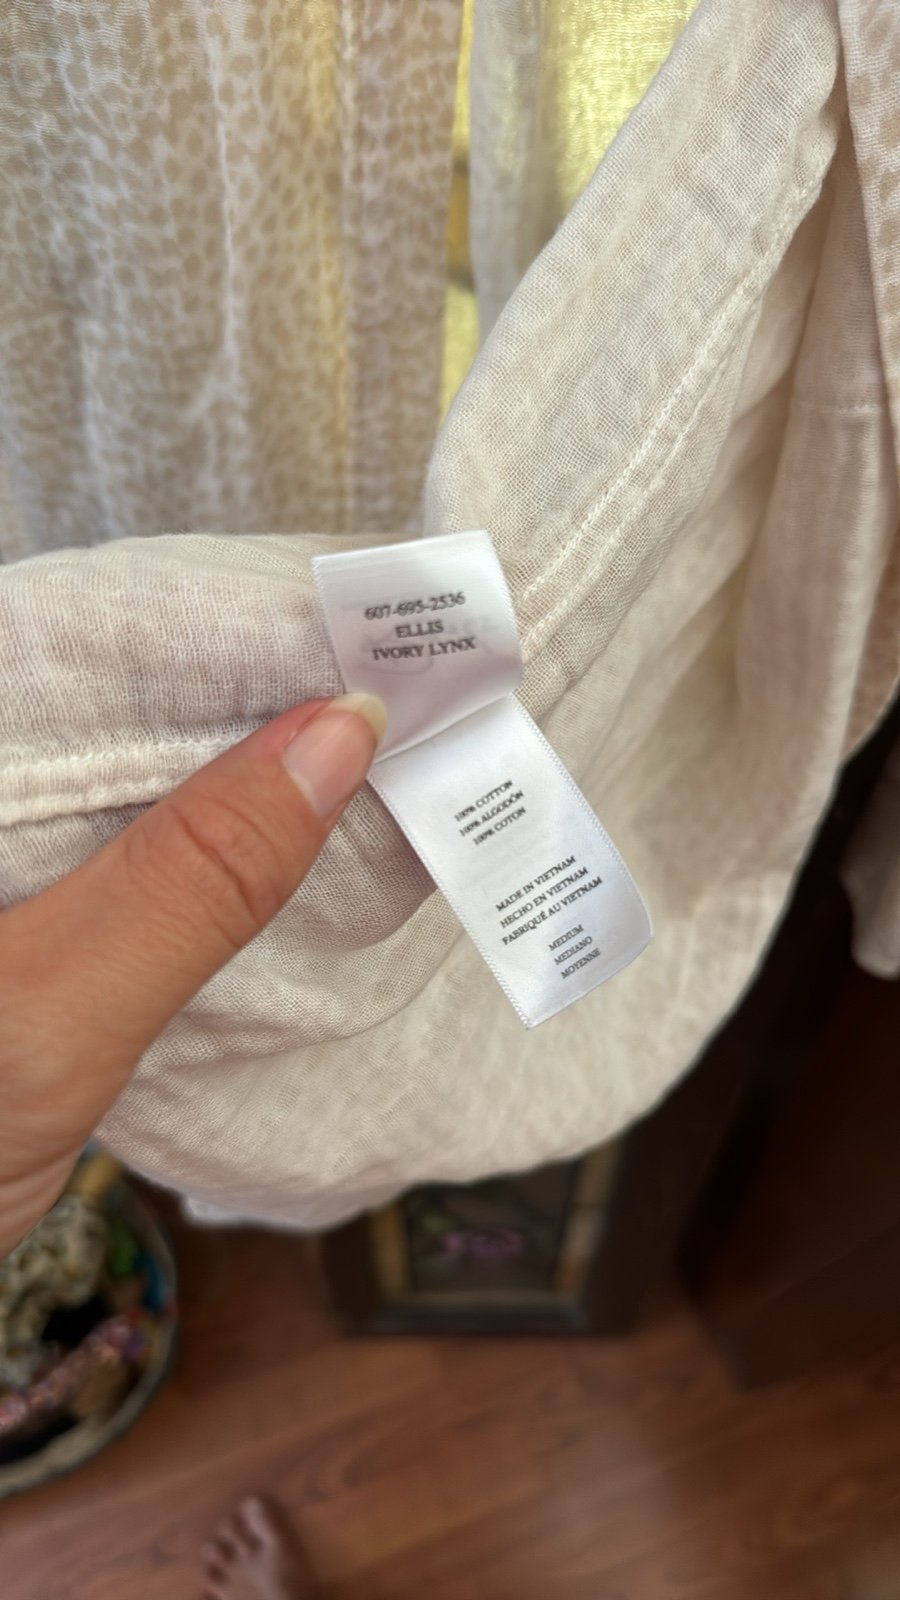 607-695-2536
ELLIS
IVORY LYNX
100% COTTON
100% ALGODÓN
100% COTON
MADE IN VIETNAM
HECHO EN VIETNAM
FABRIQUÉ AU VIETNAM
MEDIUM
MEDIANO
MOYENNE